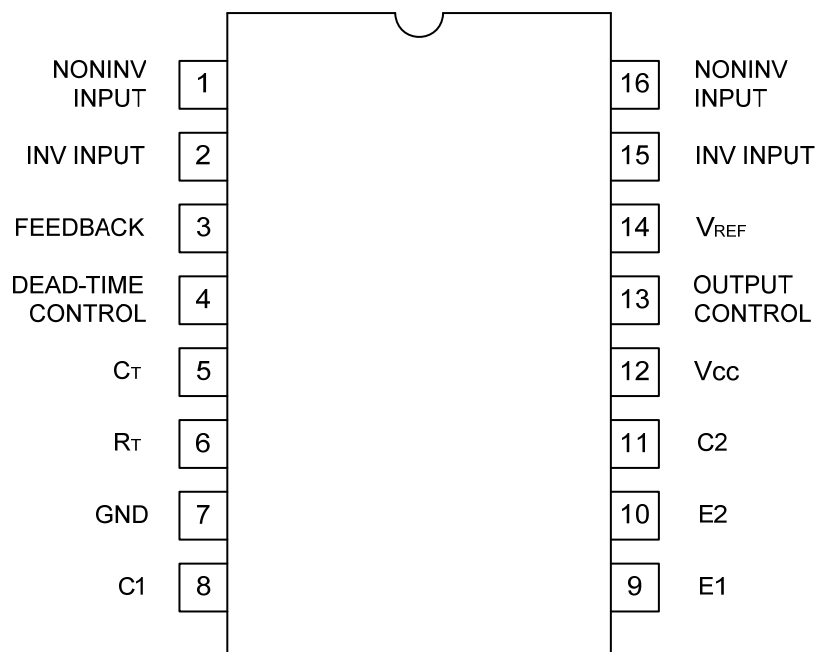 NONINV
INPUT
1
INV INPUT
2
FEEDBACK
3
DEAD-TIME
CONTROL
4
CT
5
RT
6
GND
7
C1
8
16
NONINV
INPUT
15
INV INPUT
14
VREF
13
OUTPUT
CONTROL
12
Vcc
11
C2
10
E2
9
E1